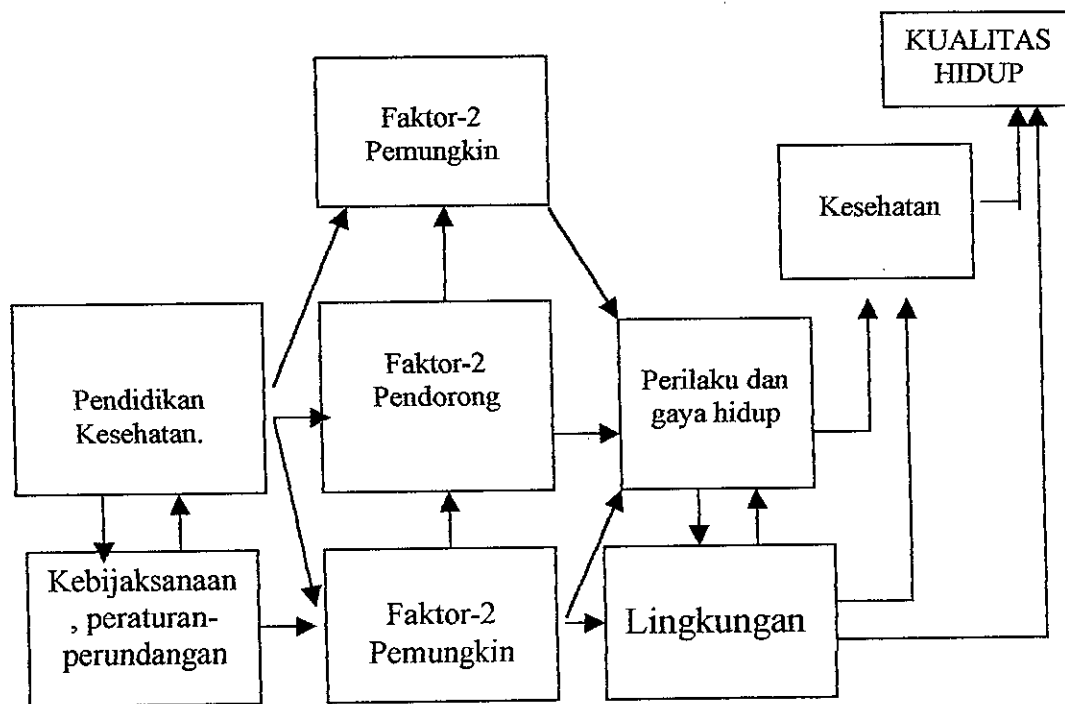 KUALITAS
HIDUP
Faktor-2
Pemungkin
Kesehatan
Pendidikan
Kesehatan.
Faktor-2
Pendorong
Perilaku dan
gaya hidup
Kebijaksanaan
, peraturan-
perundangan
Faktor-2
Pemungkin
Lingkungan